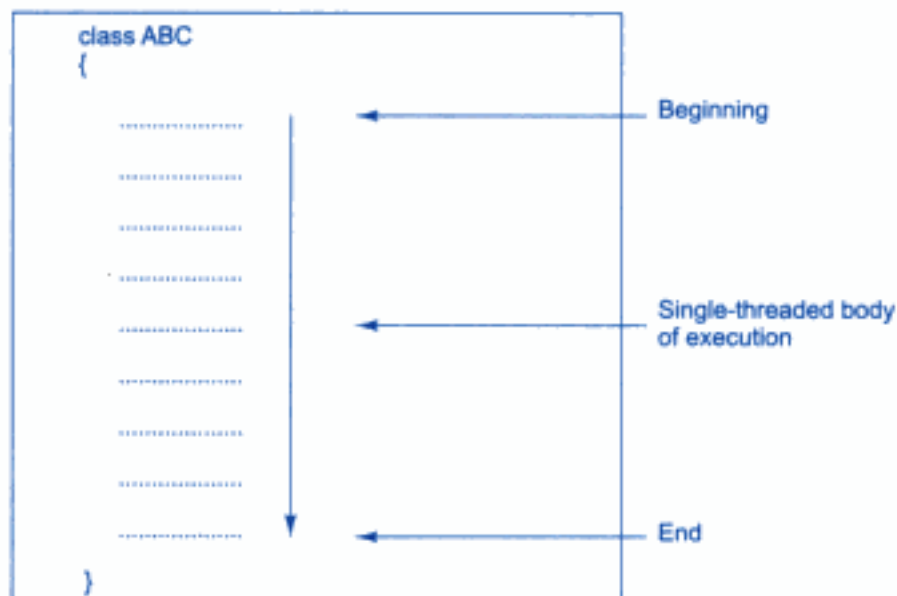 class ABC
{
Beginning
Single-threaded body
of execution
End
}